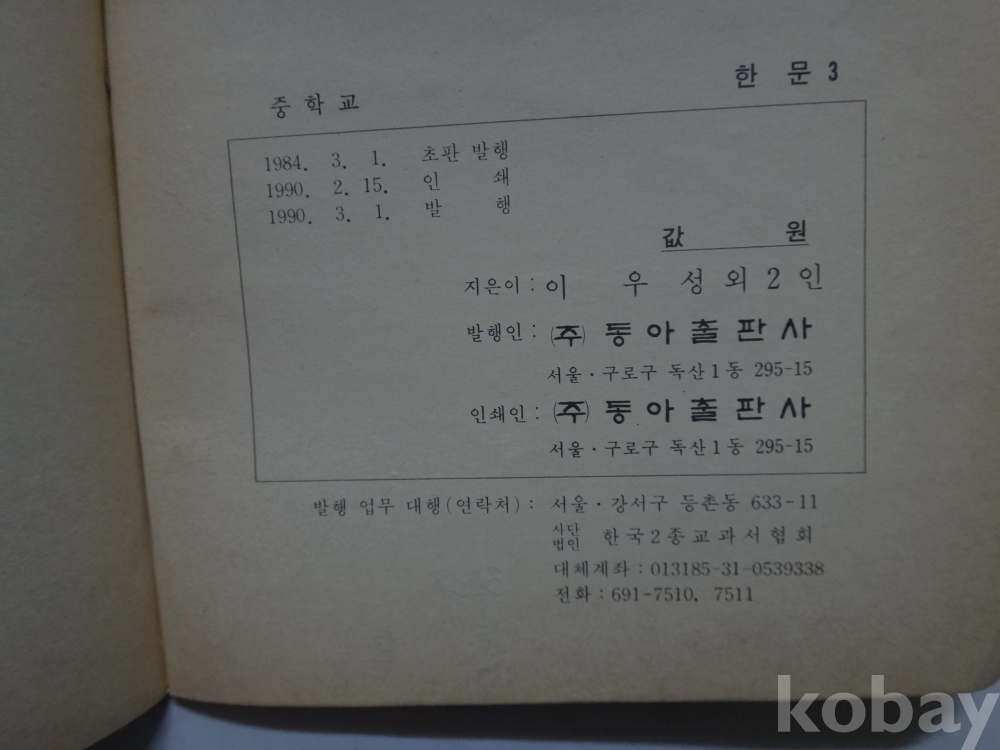 중학교 한문 3
1984. 3. 1. 초판 발행
1990. 2. 15. 인쇄
1990. 3. 1. 발행
값 원
지은이 : 이우성 외 2인
발행인 : (주) 동아출판사
서울·구로구 독산1동 295-15
인쇄인 : (주) 동아출판사
서울·구로구 독산1동 295-15
발행 업무 대행(연락처) : 서울·강서구 등촌동 633-11
사단법인 한국2종교과서협회
대체계좌 : 013185-31-0539338
전화 : 691-7510, 7511
kobay